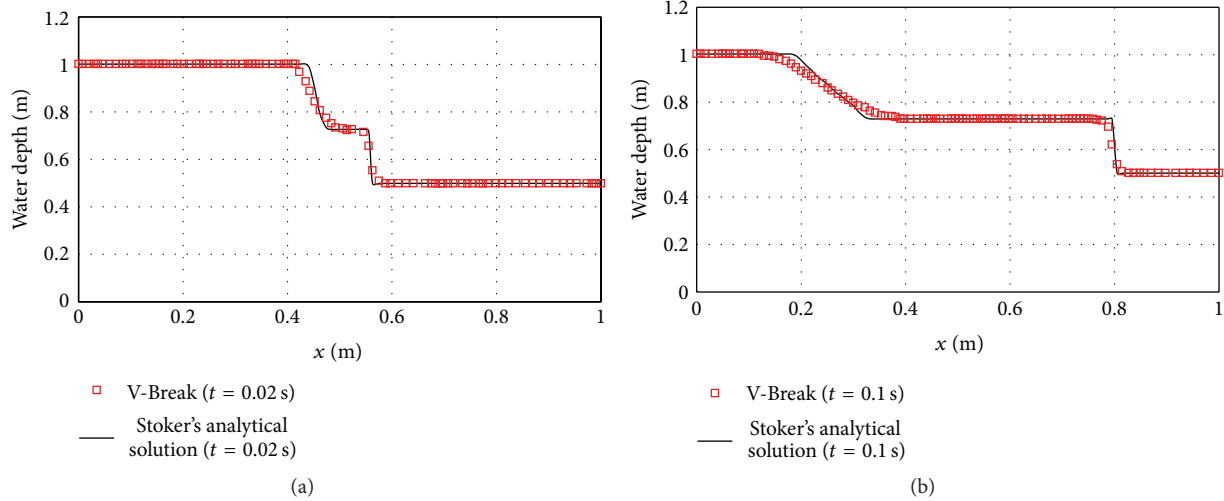 1.2
1
0.8
0.6
0.4
0.2
0
Water depth (m)
0 0.2 0.4 0.6 0.8 1
x (m)
V-Break (t = 0.02 s)
Stoker's analytical
solution (t = 0.02 s)
(a)
1.2
1
0.8
0.6
0.4
0.2
0
Water depth (m)
0 0.2 0.4 0.6 0.8 1
x (m)
V-Break (t = 0.1 s)
Stoker's analytical
solution (t = 0.1 s)
(b)